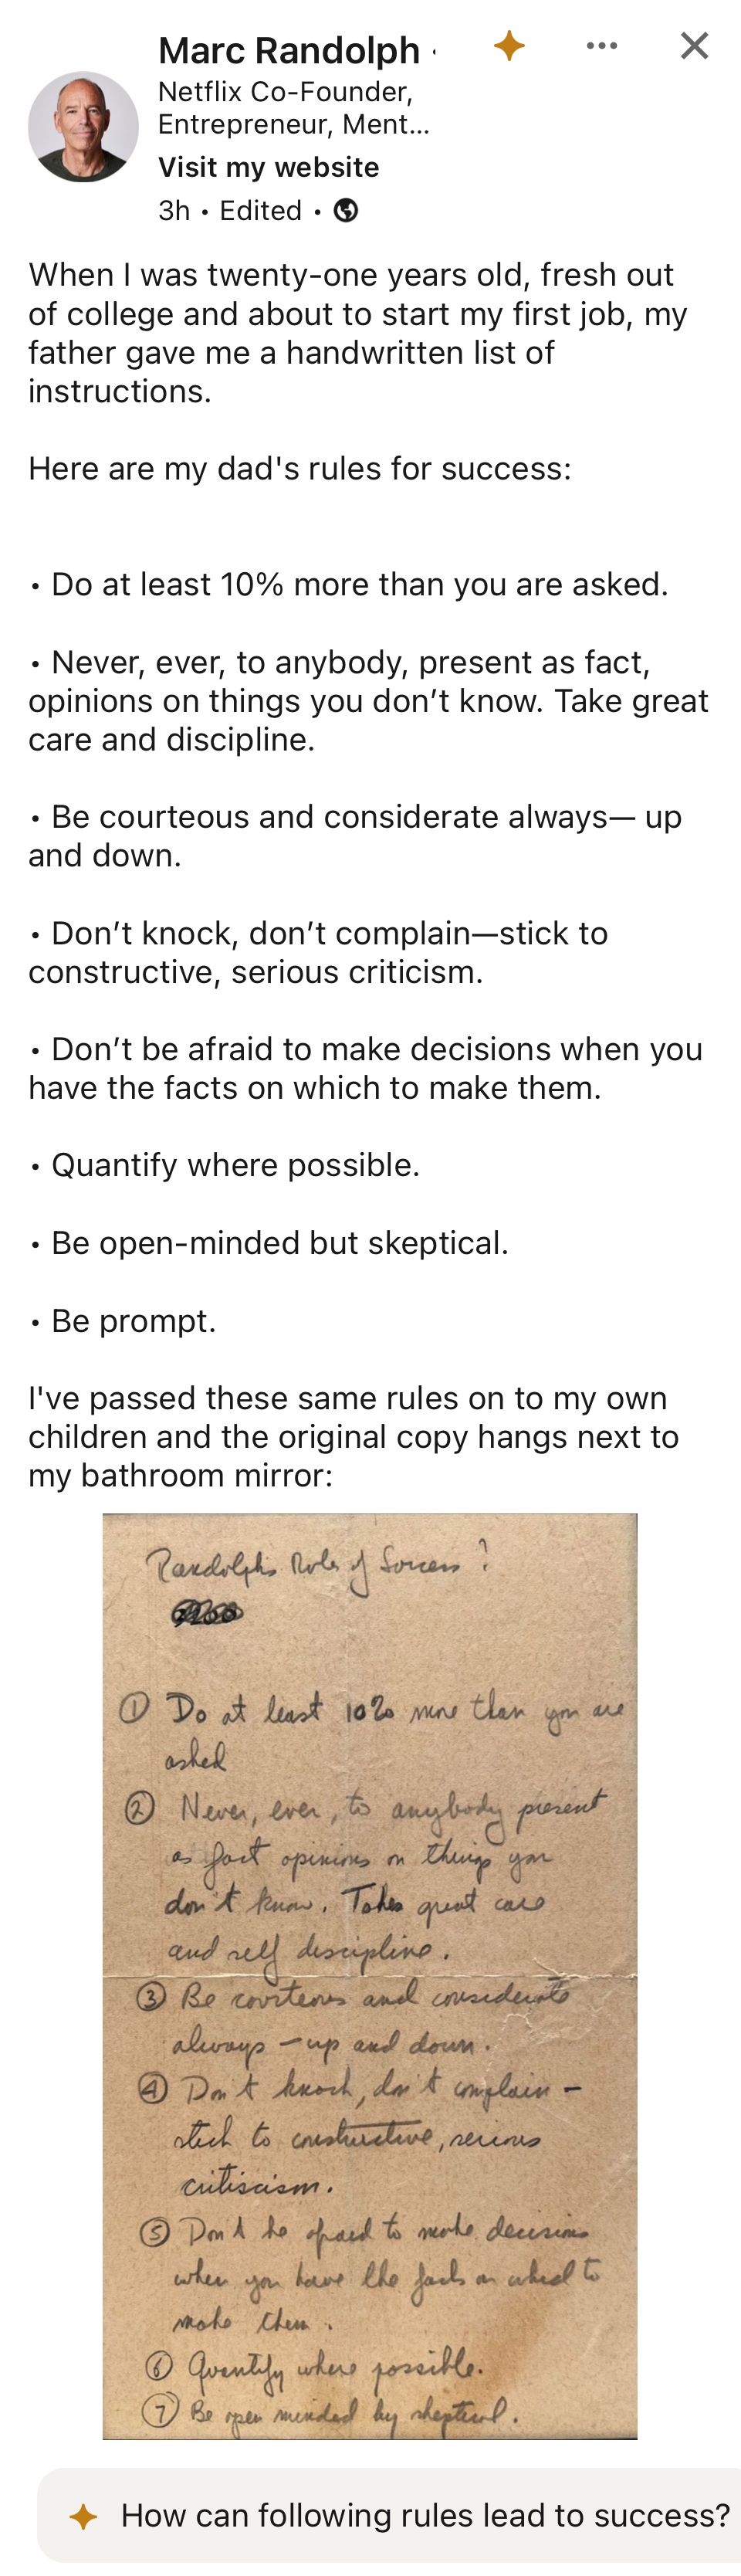 Marc Randolph ·
Netflix Co-Founder,
Entrepreneur, Ment...
Visit my website
3h • Edited •
When I was twenty-one years old, fresh out
of college and about to start my first job, my
father gave me a handwritten list of
instructions.
Here are my dad's rules for success:
• Do at least 10% more than you are asked.
• Never, ever, to anybody, present as fact,
opinions on things you don’t know. Take great
care and discipline.
• Be courteous and considerate always— up
and down.
• Don’t knock, don’t complain—stick to
constructive, serious criticism.
• Don’t be afraid to make decisions when you
have the facts on which to make them.
• Quantify where possible.
• Be open-minded but skeptical.
• Be prompt.
I've passed these same rules on to my own
children and the original copy hangs next to
my bathroom mirror:
Randolphs Rules of Success ?
① Do at least 10% more than you are
asked
② Never, ever, to anybody present
as fact opinions on things you
don't know. Takes great care
and self discipline.
③ Be courteous and considerate
always – up and down.
④ Don't knock, don't complain –
stick to constructive, serious
critiscism.
⑤ Don't be afraid to make decisions
when you have the facts on which to
make them.
⑥ Quantify where possible.
⑦ Be open minded by skeptical.
How can following rules lead to success?